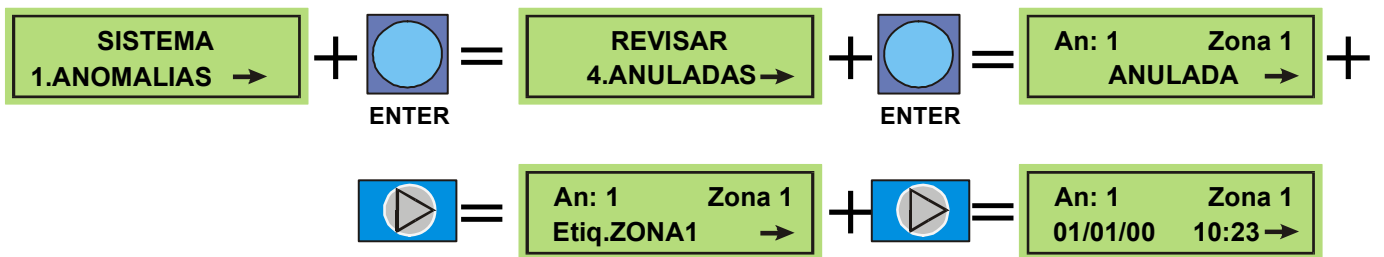 SISTEMA
1.ANOMALIAS →
+
ENTER
=
REVISAR
4.ANULADAS →
+
ENTER
=
An: 1 Zona 1
ANULADA →
+
=
An: 1 Zona 1
Etiq.ZONA1 →
+
=
An: 1 Zona 1
01/01/00 10:23 →